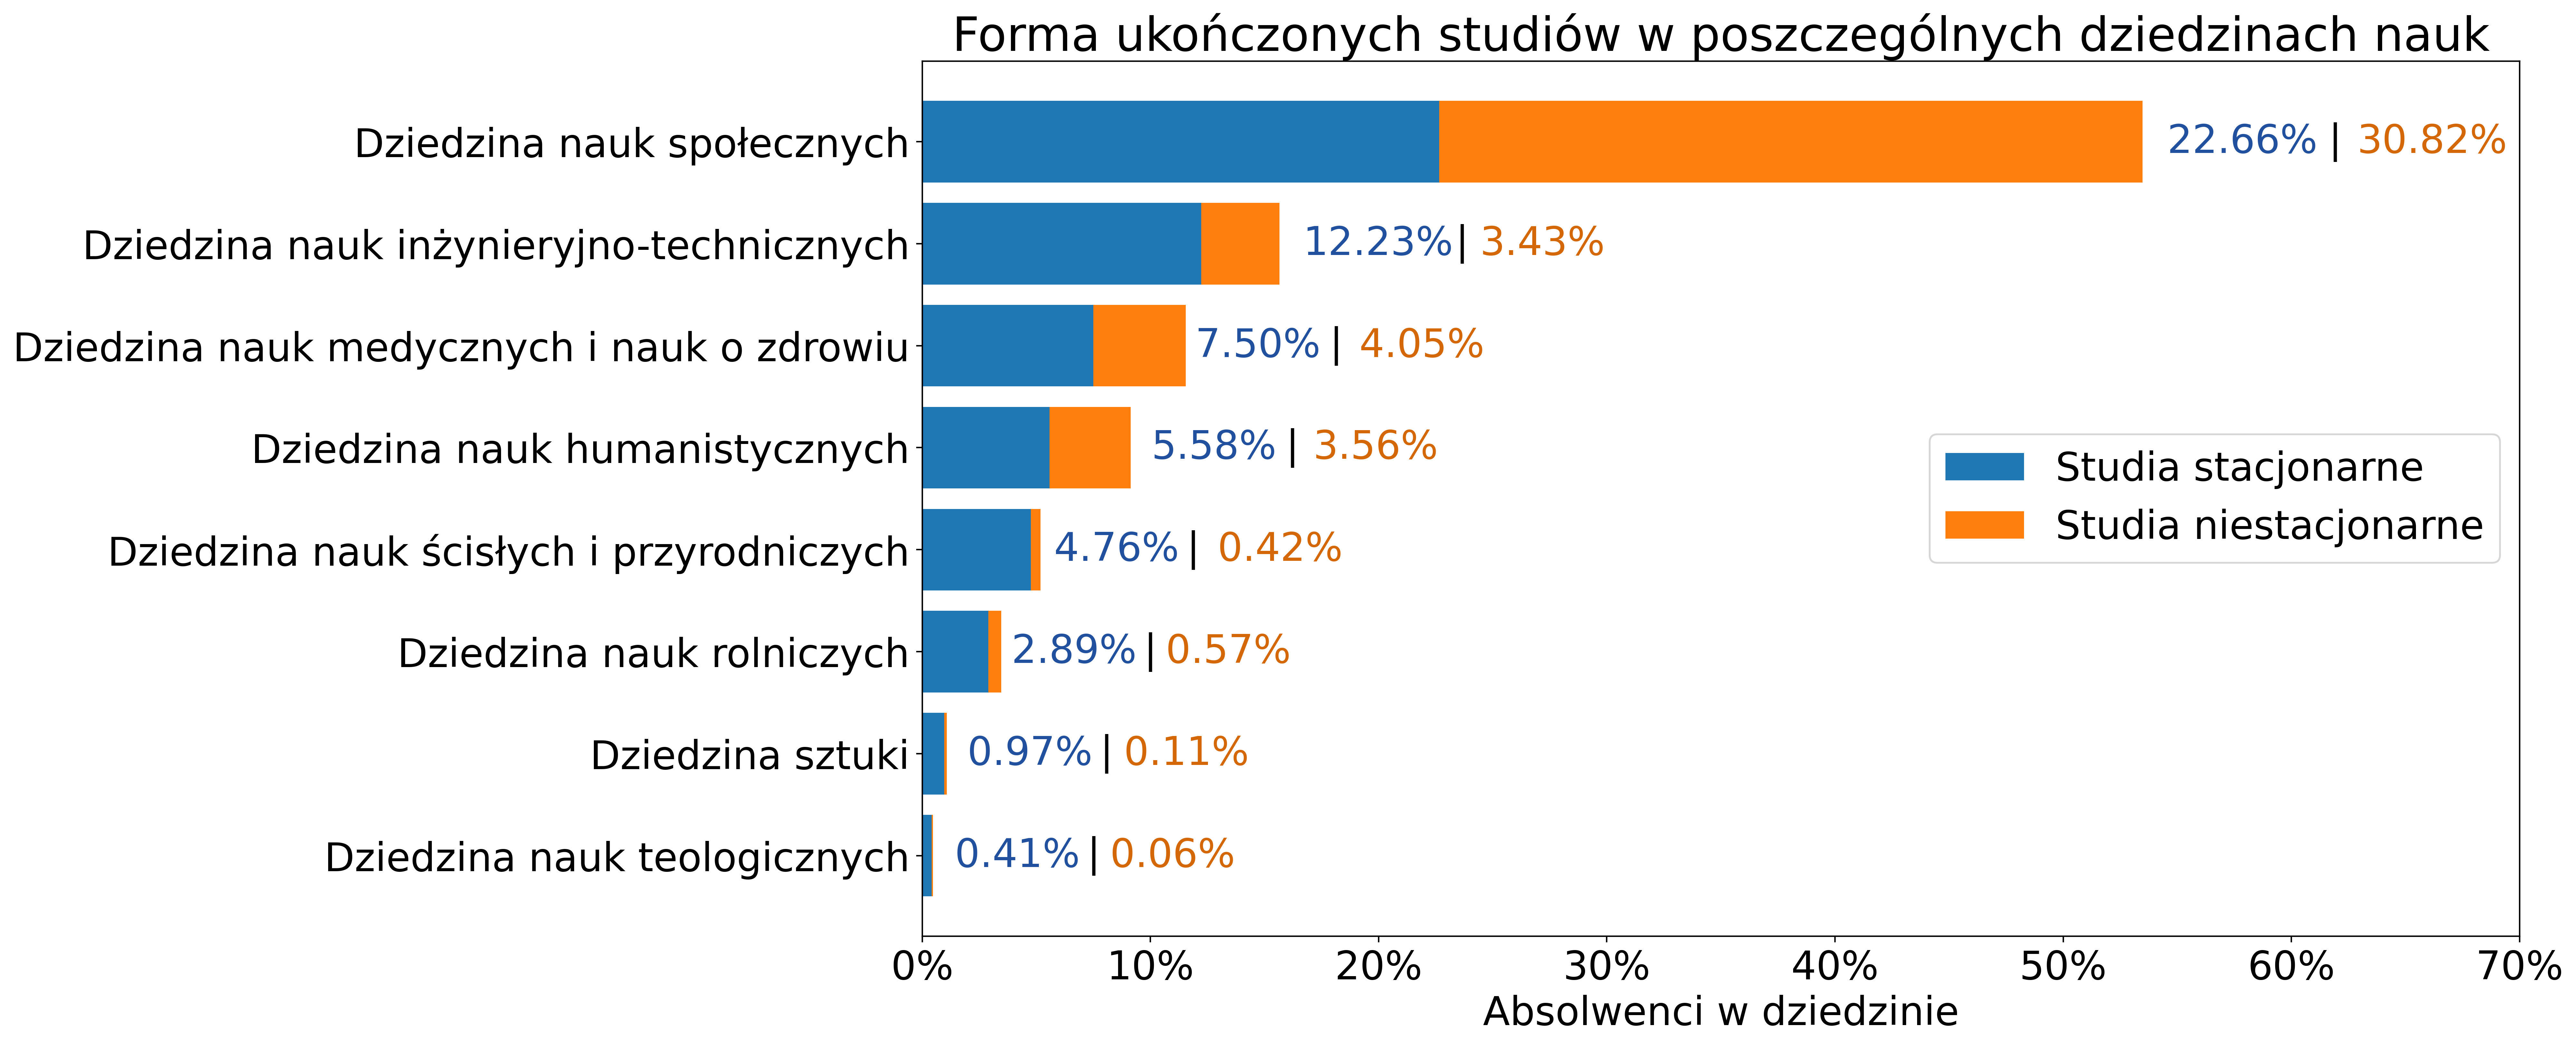 Forma ukończonych studiów w poszczególnych dziedzinach nauk
Dziedzina nauk społecznych 22.66% | 30.82%
Dziedzina nauk inżynieryjno-technicznych 12.23% | 3.43%
Dziedzina nauk medycznych i nauk o zdrowiu 7.50% | 4.05%
Dziedzina nauk humanistycznych 5.58% | 3.56%
Studia stacjonarne
Studia niestacjonarne
Dziedzina nauk ścisłych i przyrodniczych 4.76% | 0.42%
Dziedzina nauk rolniczych 2.89% | 0.57%
Dziedzina sztuki 0.97% | 0.11%
Dziedzina nauk teologicznych 0.41% | 0.06%
0% 10% 20% 30% 40% 50% 60% 70%
Absolwenci w dziedzinie